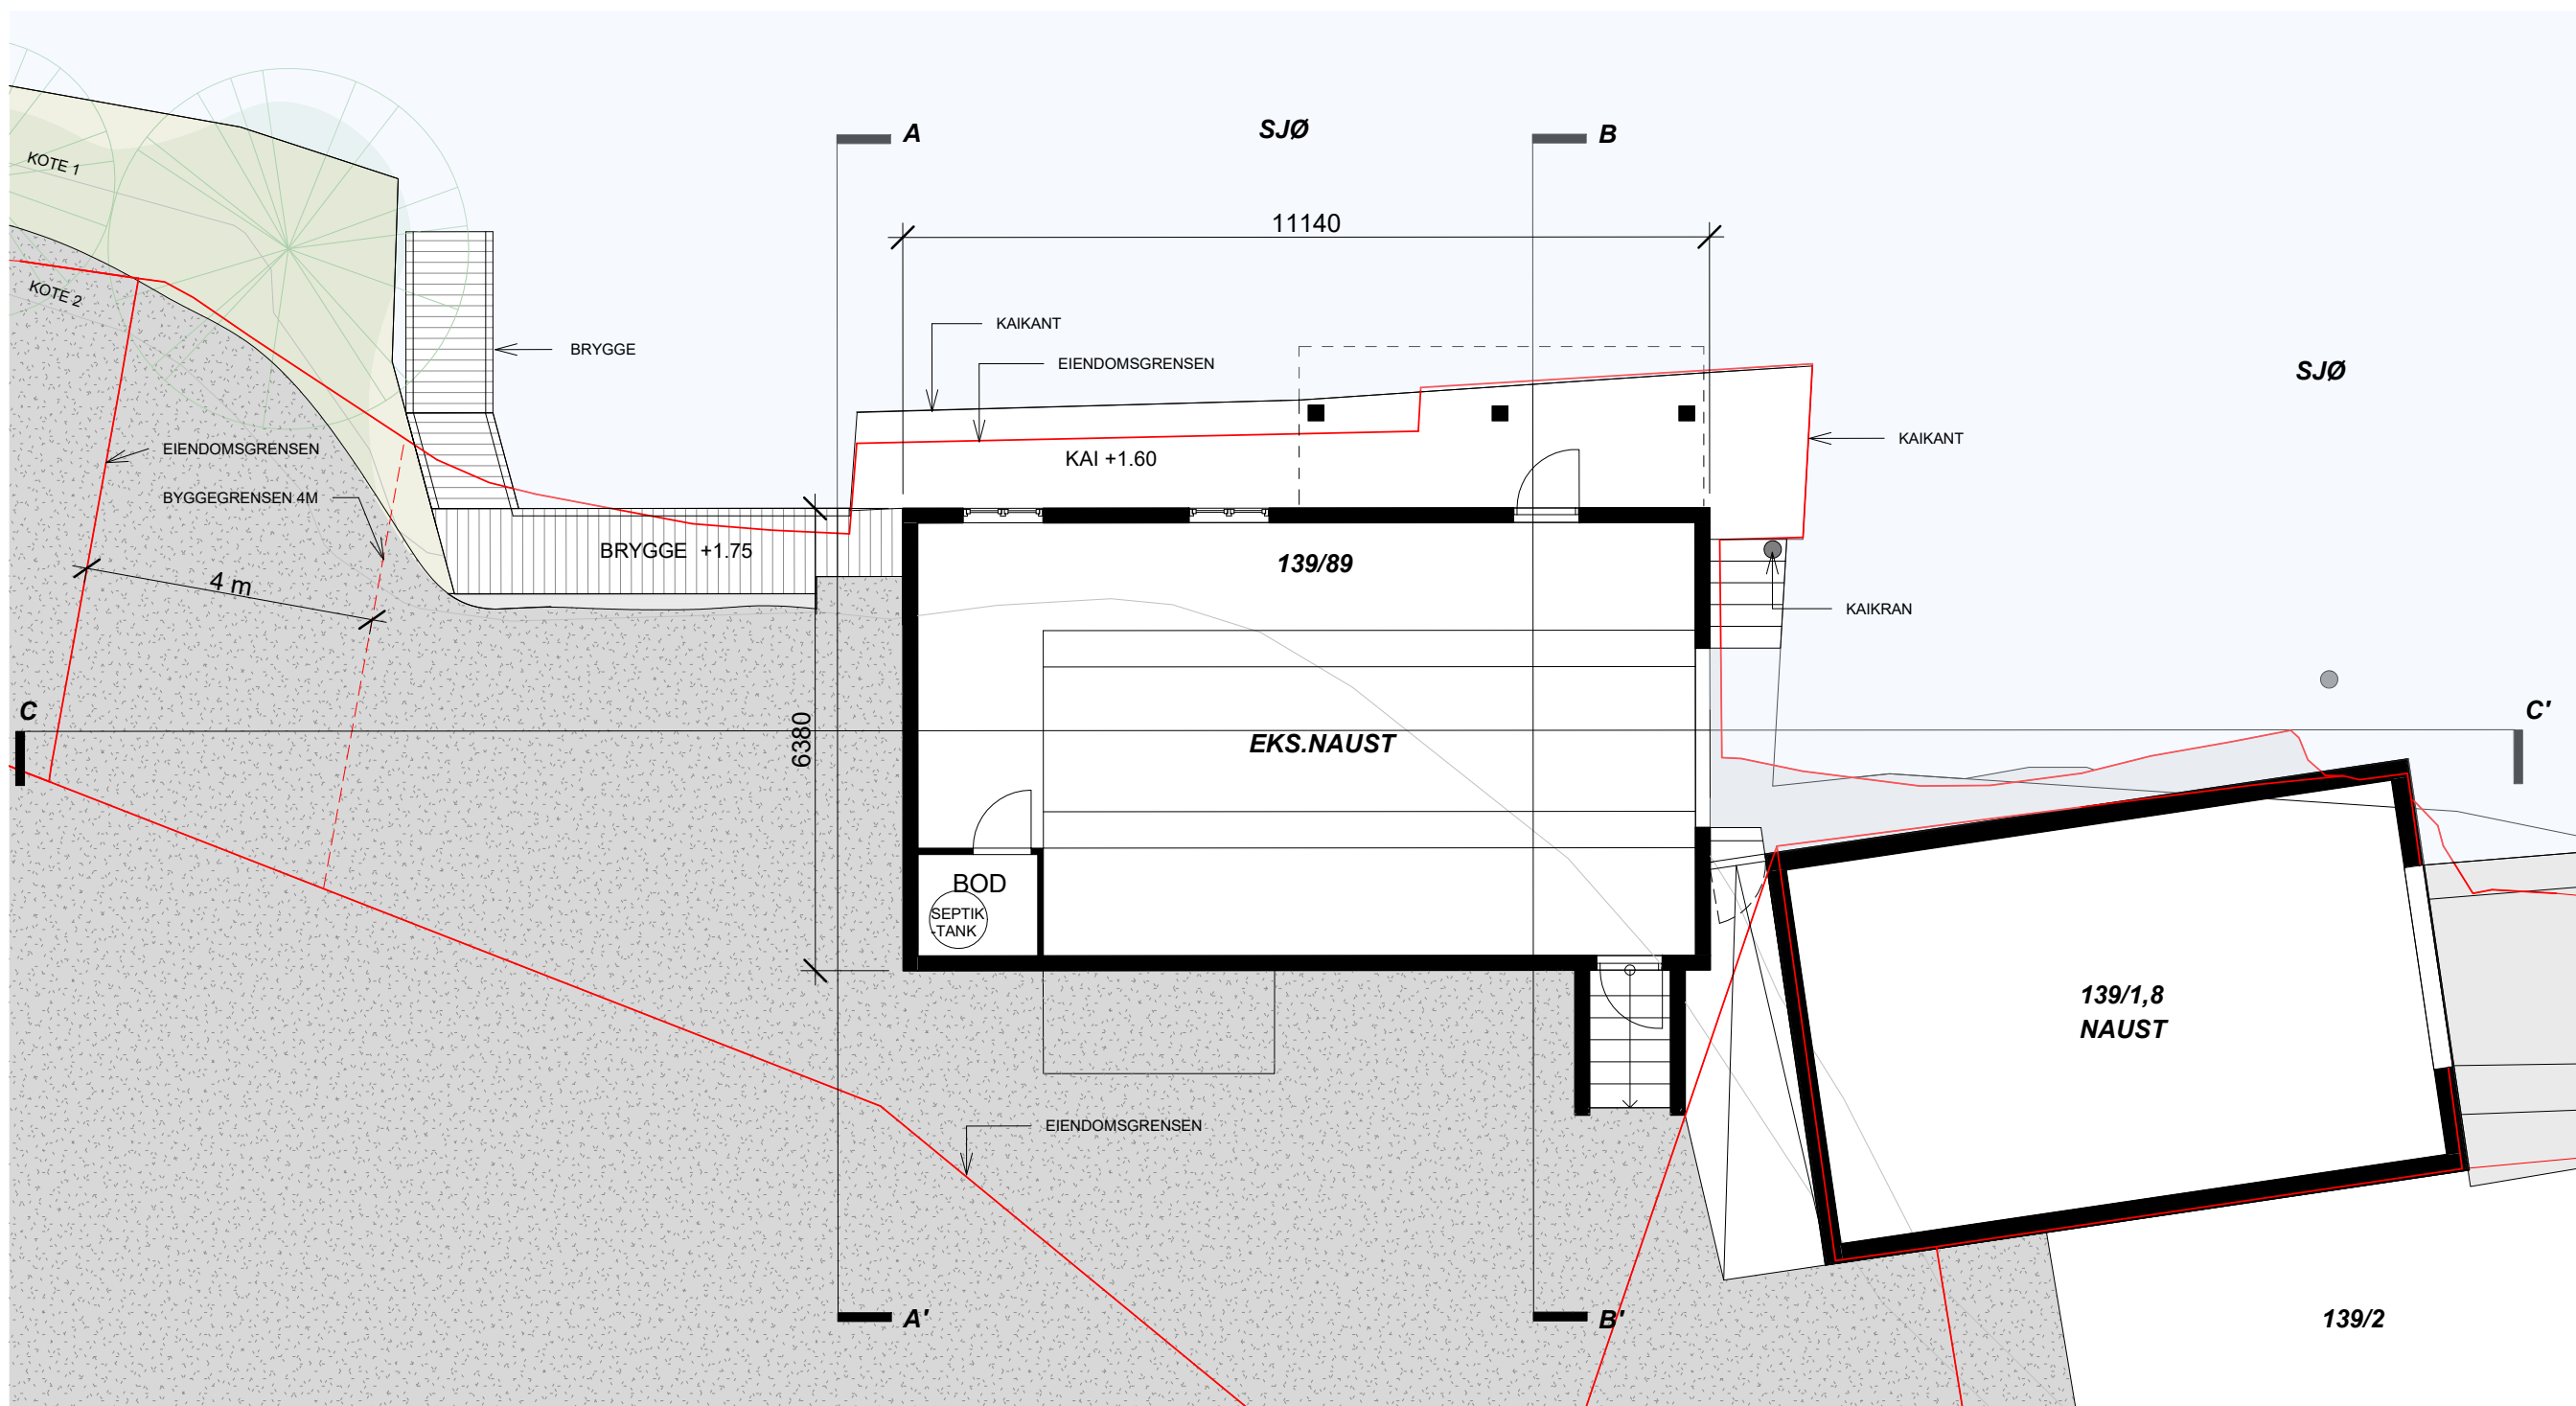 A
SJØ
B
KOTE 1
11140
KOTE 2
KAIKANT
BRYGGE
EIENDOMSGRENSEN
SJØ
EIENDOMSGRENSEN
KAIKANT
KAI +1.60
BYGGEGRENSEN 4M
BRYGGE +1.75
139/89
4 m
KAIKRAN
C
C'
6380
EKS.NAUST
BOD
SEPTIK
-TANK
139/1,8
NAUST
EIENDOMSGRENSEN
A'
B'
139/2